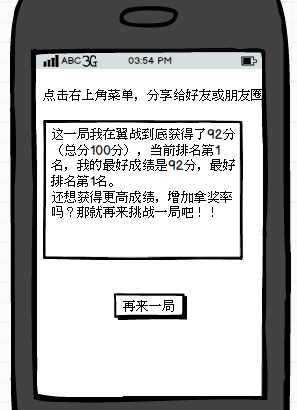 ABC 3G 03:54 PM
点击右上角菜单，分享给好友或朋友圈
这一局我在翼战到底获得了92分
（总分100分），当前排名第1
名，我的最好成绩是92分，最好
排名第1名。
还想获得更高成绩，增加拿奖率
吗？那就再来挑战一局吧！！
再来一局